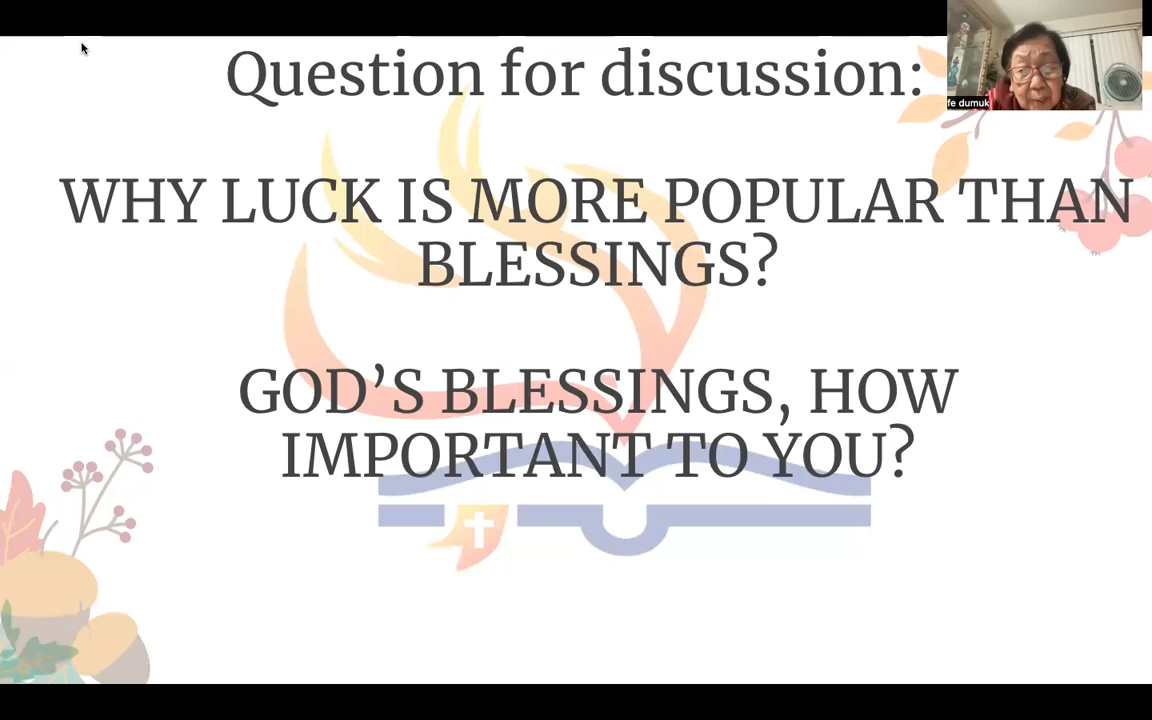 Question for discussion:
fe dumuk
WHY LUCK IS MORE POPULAR THAN
BLESSINGS?
GOD’S BLESSINGS, HOW
IMPORTANT TO YOU?